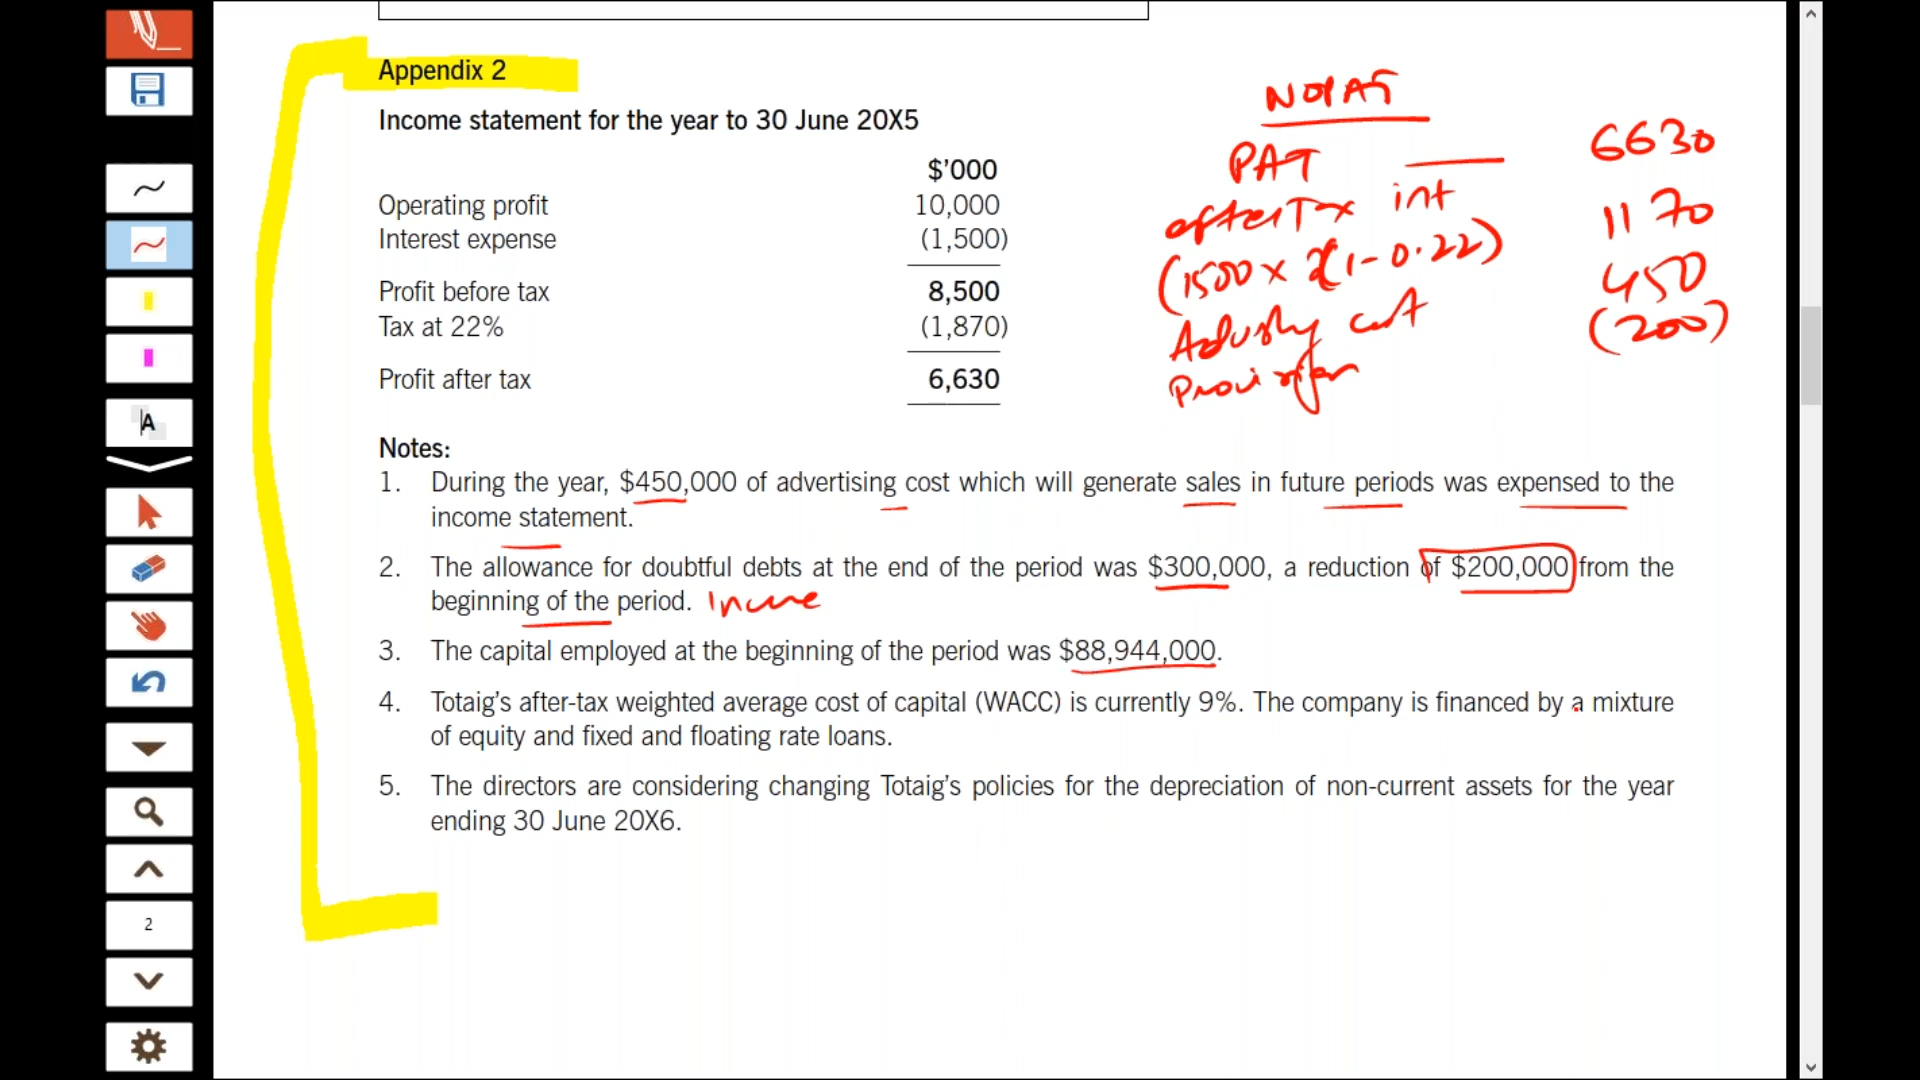 Appendix 2
Income statement for the year to 30 June 20X5
$'000
Operating profit 10,000
Interest expense (1,500)
Profit before tax 8,500
Tax at 22% (1,870)
Profit after tax 6,630
NOPAT
PAT 6630
after Tax int 1170
(1500 x (1-0.22) 450
cost (200)
Provision
Notes:
1. During the year, $450,000 of advertising cost which will generate sales in future periods was expensed to the
income statement.
2. The allowance for doubtful debts at the end of the period was $300,000, a reduction of $200,000 from the
beginning of the period.
3. The capital employed at the beginning of the period was $88,944,000.
4. Totaig's after-tax weighted average cost of capital (WACC) is currently 9%. The company is financed by a mixture
of equity and fixed and floating rate loans.
5. The directors are considering changing Totaig's policies for the depreciation of non-current assets for the year
ending 30 June 20X6.
A
2